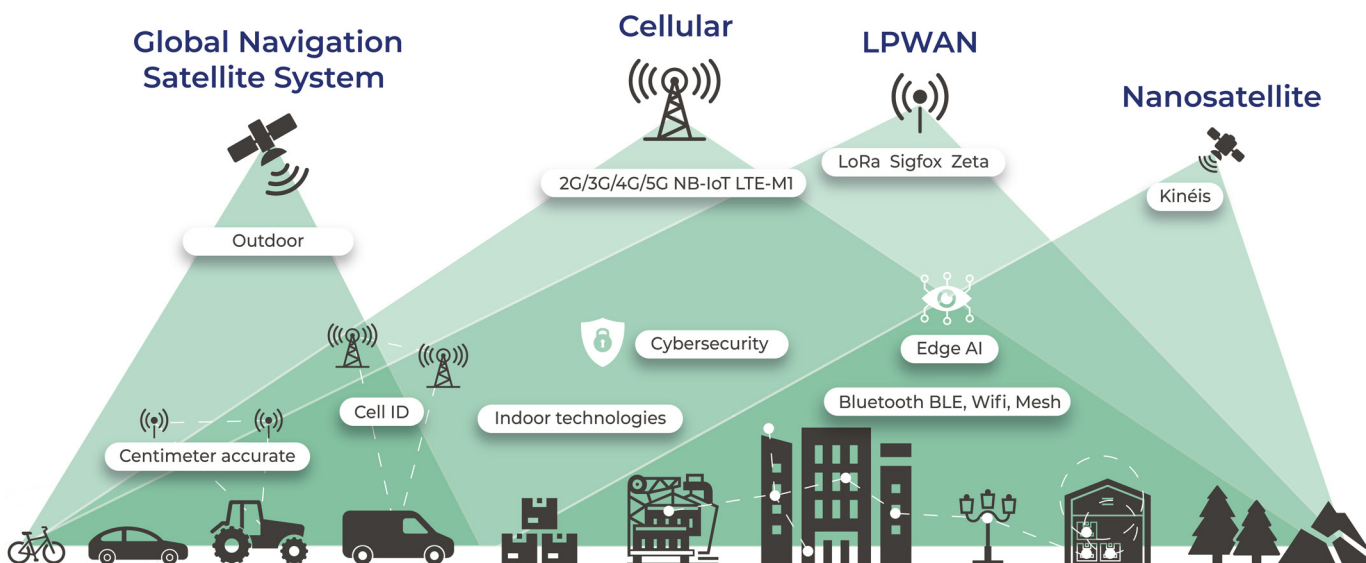 Global Navigation
Satellite System
Cellular
LPWAN
Nanosatellite
LoRa Sigfox Zeta
2G/3G/4G/5G NB-IoT LTE-M1
Kinéis
Outdoor
Cybersecurity
Edge AI
Bluetooth BLE, Wifi, Mesh
Cell ID
Indoor technologies
Centimeter accurate